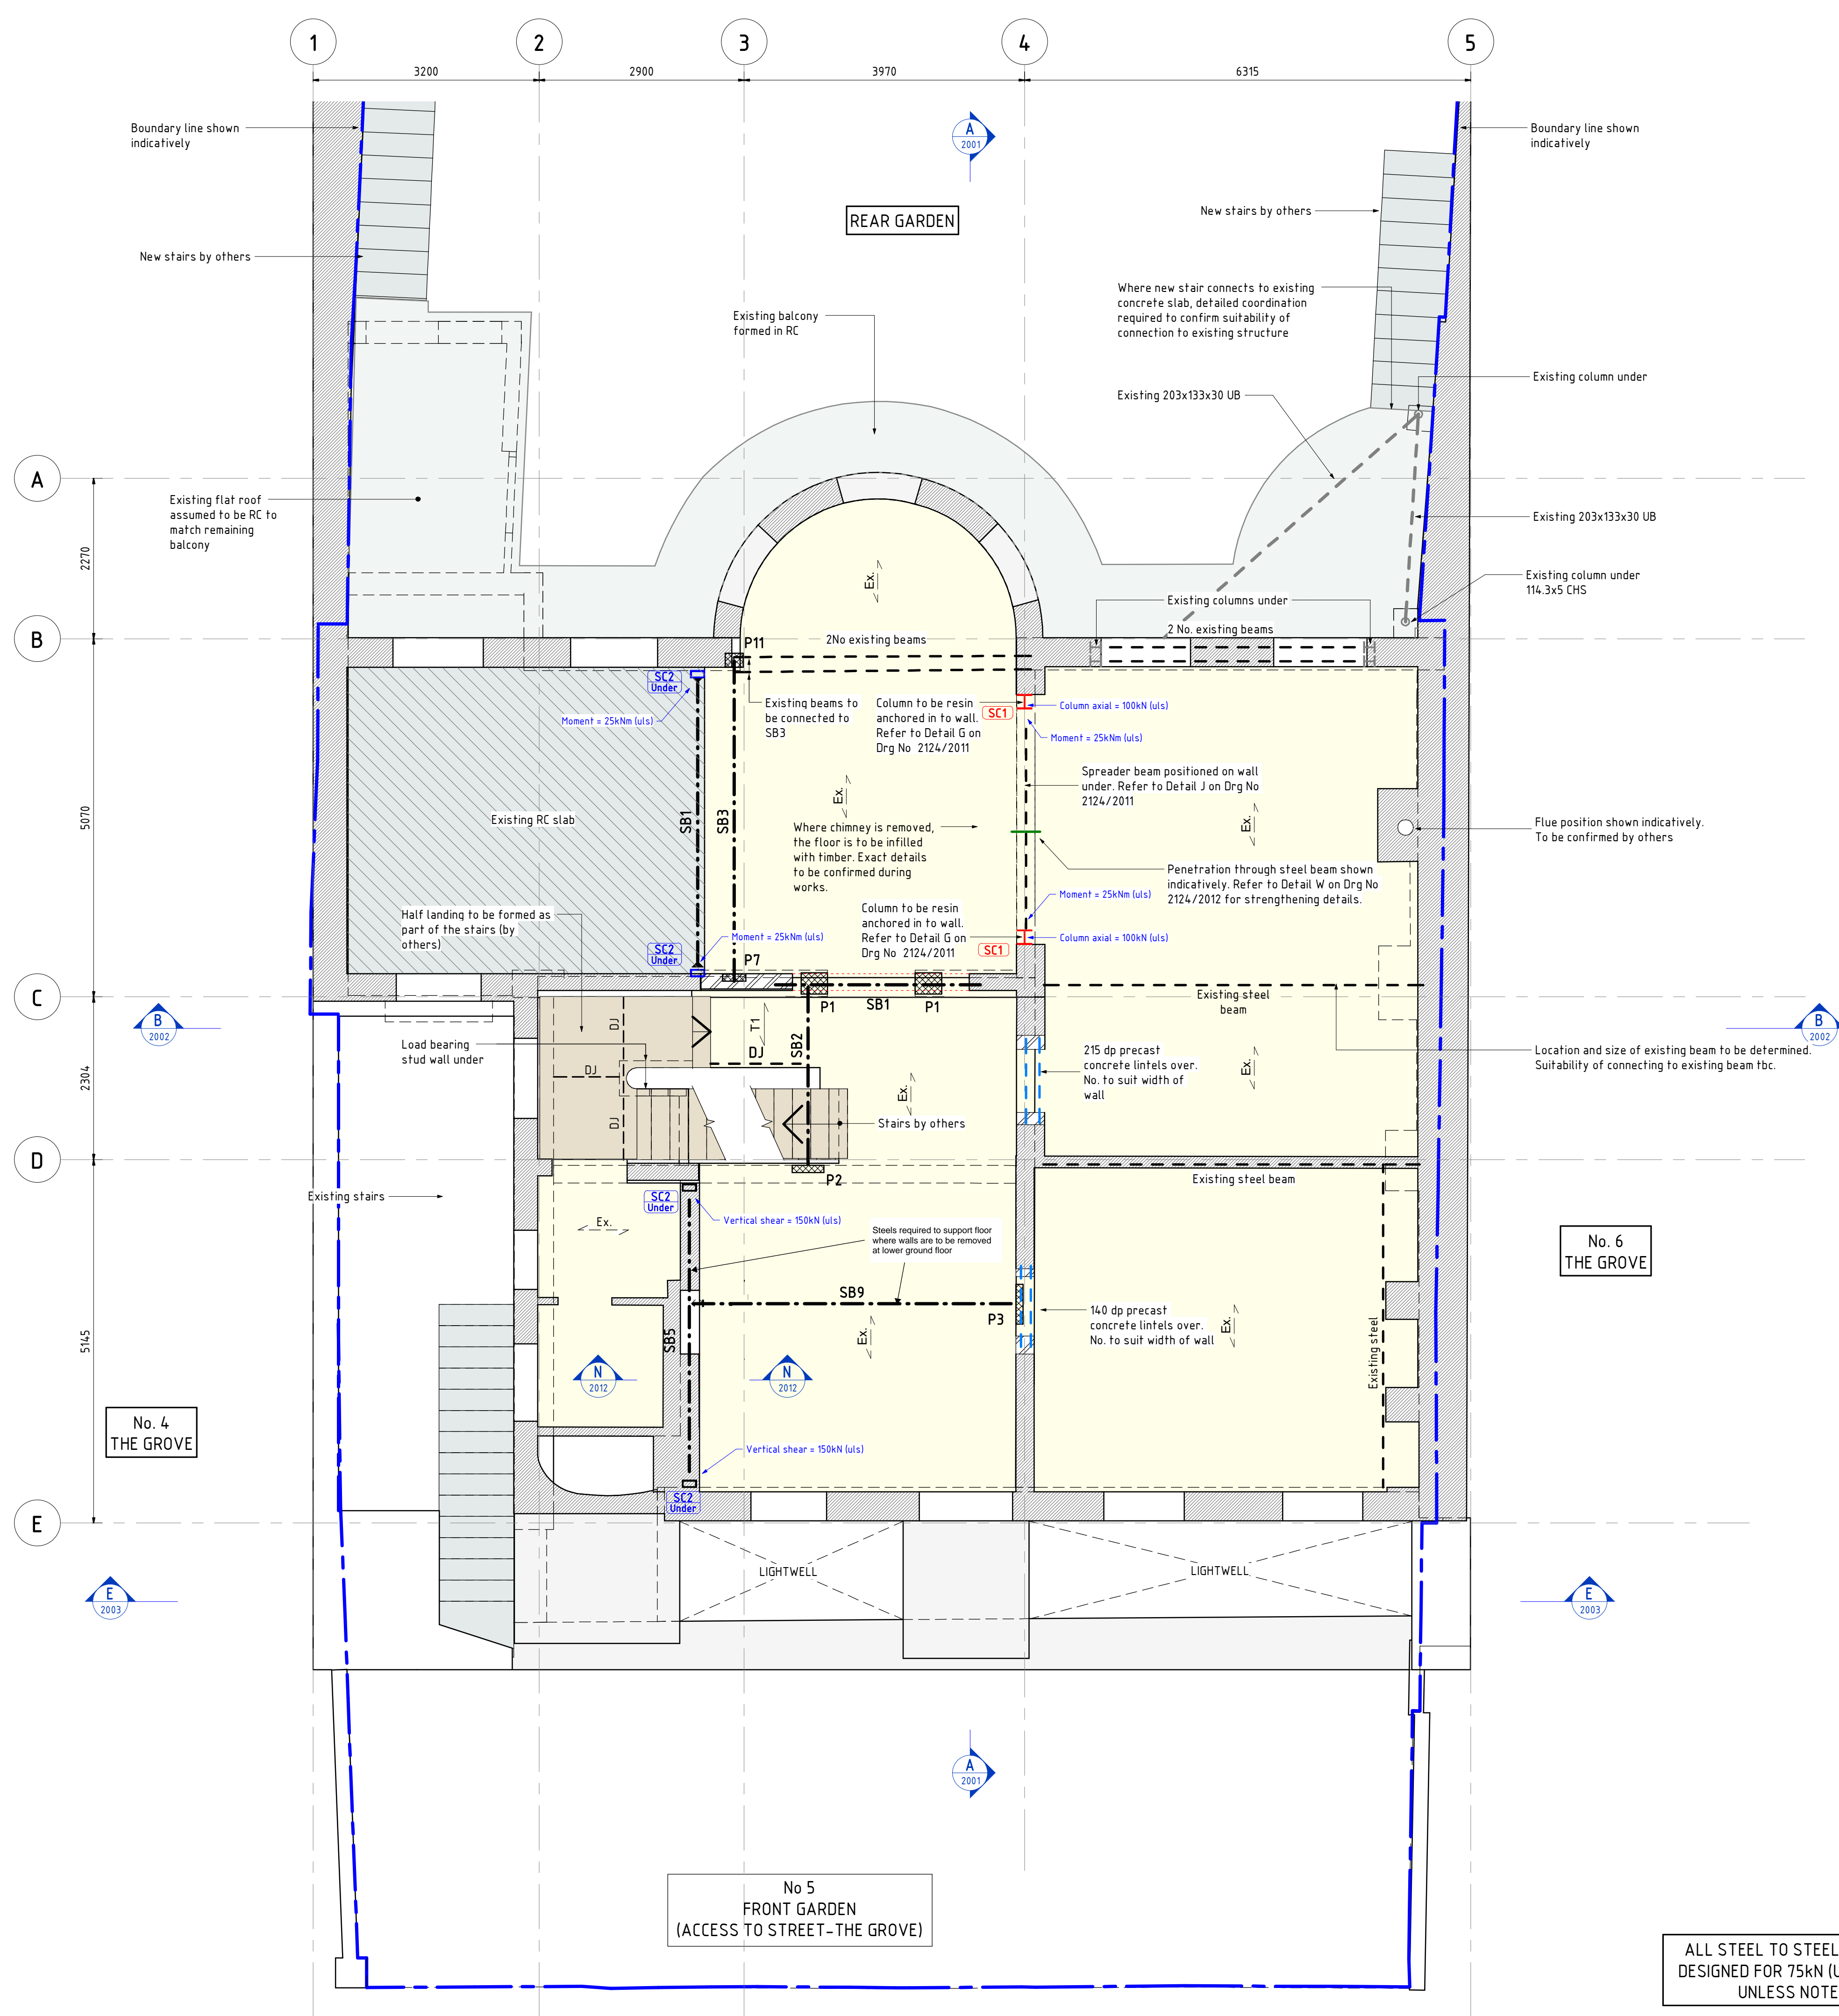 1
2
3
4
5
3200
2900
3970
6315
Boundary line shown
indicatively
A
2001
Boundary line shown
indicatively
REAR GARDEN
New stairs by others
New stairs by others
Where new stair connects to existing
concrete slab, detailed coordination
required to confirm suitability of
connection to existing structure
Existing balcony
formed in RC
Existing column under
Existing 203x133x30 UB
A
Existing flat roof
assumed to be RC to
match remaining
balcony
Existing 203x133x30 UB
2270
Ex.
Existing column under
114.3x5 CHS
Existing columns under
B
P11
2No existing beams
2 No. existing beams
SC2
Under
Moment = 25kNm (uls)
Existing beams to
be connected to
SB3
Column to be resin
anchored in to wall.
Refer to Detail G on
Drg No 2124/2011
SC1
Column axial = 100kN (uls)
Moment = 25kNm (uls)
Spreader beam positioned on wall
under. Refer to Detail J on Drg No
2124/2011
5070
Existing RC slab
SB1
SB3
Ex.
Ex.
Where chimney is removed,
the floor is to be infilled
with timber. Exact details
to be confirmed during
works.
Flue position shown indicatively.
To be confirmed by others
Penetration through steel beam shown
indicatively. Refer to Detail W on Drg No
2124/2012 for strengthening details.
Moment = 25kNm (uls)
Half landing to be formed as
part of the stairs (by
others)
Column to be resin
anchored in to wall.
Refer to Detail G on
Drg No 2124/2011
SC1
Column axial = 100kN (uls)
Moment = 25kNm (uls)
SC2
Under
P7
C
P1
SB1
P1
Existing steel
beam
B
2002
B
2002
DJ
T1
DJ
SB2
Load bearing
stud wall under
215 dp precast
concrete lintels over.
No. to suit width of
wall
Location and size of existing beam to be determined.
Suitability of connecting to existing beam tbc.
2304
DJ
Ex.
Ex.
DJ
Stairs by others
D
P2
Existing steel beam
Existing stairs
SC2
Under
Vertical shear = 150kN (uls)
Ex.
Steels required to support floor
where walls are to be removed
at lower ground floor
No. 6
THE GROVE
SB9
P3
140 dp precast
concrete lintels over.
No. to suit width of wall
5145
SB5
Ex.
Ex.
Existing steel
N
2012
N
2012
No. 4
THE GROVE
Vertical shear = 150kN (uls)
SC2
Under
E
LIGHTWELL
LIGHTWELL
E
2003
E
2003
A
2001
No 5
FRONT GARDEN
(ACCESS TO STREET-THE GROVE)
ALL STEEL TO STEEL
DESIGNED FOR 75kN (U
UNLESS NOTE